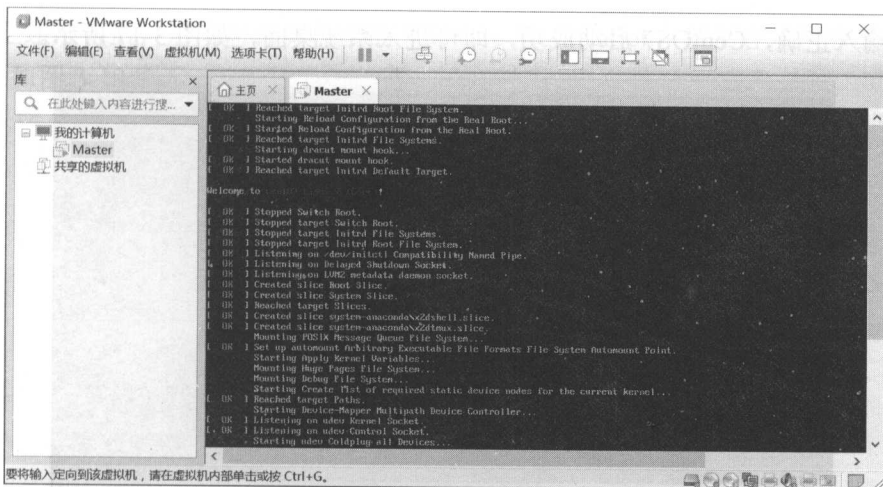 Master - VMware Workstation
文件(F) 编辑(E) 查看(V) 虚拟机(M) 选项卡(T) 帮助(H)
库
在此处键入内容进行搜...
我的计算机
Master
共享的虚拟机
主页
Master
[ OK ] Reached target Initrd Root File System.
Starting Reload Configuration from the Real Root...
[ OK ] Started Reload Configuration from the Real Root.
[ OK ] Reached target Initrd File Systems.
Starting dracut mount hook...
[ OK ] Started dracut mount hook.
[ OK ] Reached target Initrd Default Target.
Welcome to
[ OK ] Stopped Switch Root.
[ OK ] Stopped target Switch Root.
[ OK ] Stopped target Initrd File Systems.
[ OK ] Stopped target Initrd Root File System.
[ OK ] Listening on /dev/initctl Compatibility Named Pipe.
[ OK ] Listening on Delayed Shutdown Socket.
[ OK ] Listening on LVM2 metadata daemon socket.
[ OK ] Created slice Root Slice.
[ OK ] Created slice System Slice.
[ OK ] Reached target Slices.
[ OK ] Created slice system-anaconda\x2dshell.slice.
[ OK ] Created slice system-anaconda\x2dtmux.slice.
Mounting POSIX Message Queue File System...
[ OK ] Set up automount Arbitrary Executable File Formats File System Automount Point.
Starting Apply Kernel Variables...
Mounting Huge Pages File System...
Mounting Debug File System...
Starting Create list of required static device nodes for the current kernel...
[ OK ] Reached target Paths.
Starting Device-Mapper Multipath Device Controller...
[ OK ] Listening on udev Kernel Socket.
[ OK ] Listening on udev Control Socket.
Starting udev Coldplug all Devices...
要将输入定向到该虚拟机，请在虚拟机内部单击或按 Ctrl+G。